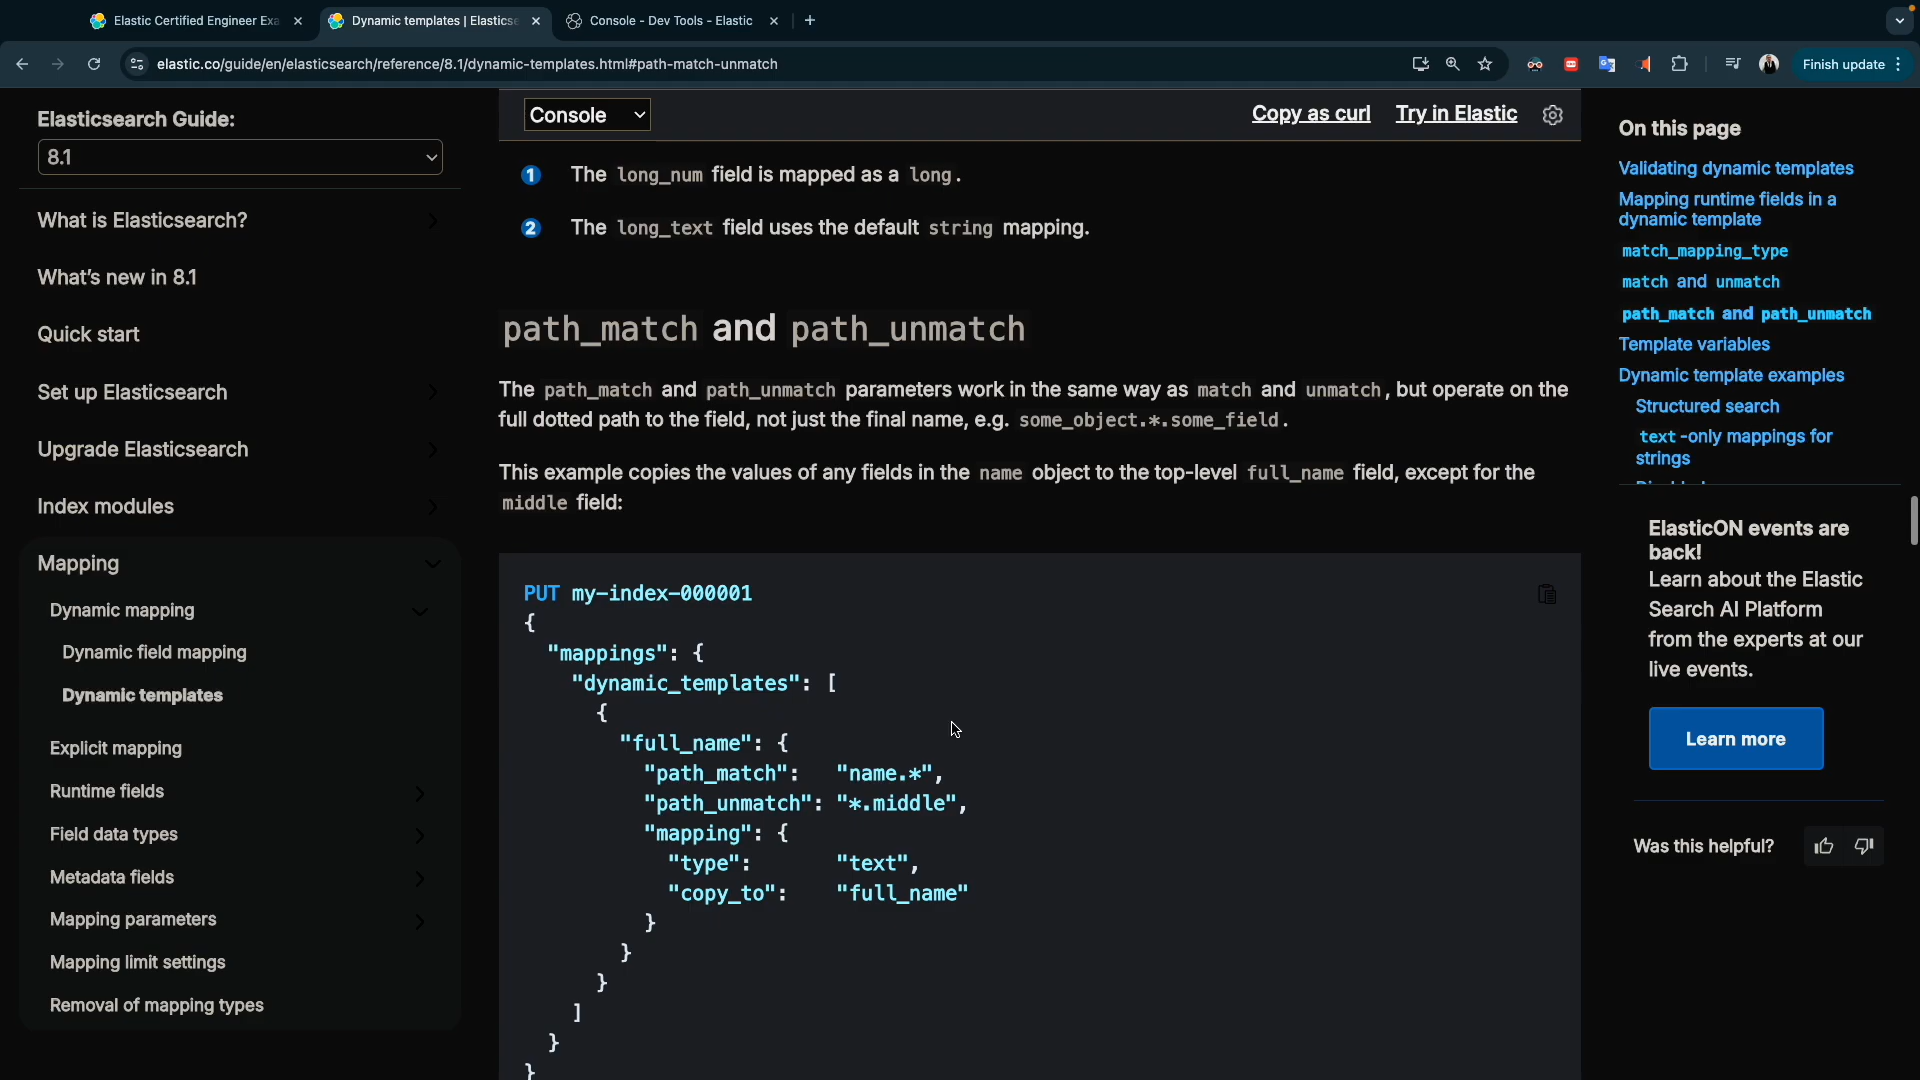 Elastic Certified Engineer Exa
Dynamic templates | Elasticse
Console - Dev Tools - Elastic
elastic.co/guide/en/elasticsearch/reference/8.1/dynamic-templates.html#path-match-unmatch
Finish update
Elasticsearch Guide:
8.1
What is Elasticsearch?
What's new in 8.1
Quick start
Set up Elasticsearch
Upgrade Elasticsearch
Index modules
Mapping
Dynamic mapping
Dynamic field mapping
Dynamic templates
Explicit mapping
Runtime fields
Field data types
Metadata fields
Mapping parameters
Mapping limit settings
Removal of mapping types
Console
Copy as curl
Try in Elastic
1 The long_num field is mapped as a long.
2 The long_text field uses the default string mapping.
path_match and path_unmatch
The path_match and path_unmatch parameters work in the same way as match and unmatch, but operate on the
full dotted path to the field, not just the final name, e.g. some_object.*.some_field.
This example copies the values of any fields in the name object to the top-level full_name field, except for the
middle field:
PUT my-index-000001
{
"mappings": {
"dynamic_templates": [
{
"full_name": {
"path_match": "name.*",
"path_unmatch": "*.middle",
"mapping": {
"type": "text",
"copy_to": "full_name"
}
}
}
]
}
}
On this page
Validating dynamic templates
Mapping runtime fields in a
dynamic template
match_mapping_type
match and unmatch
path_match and path_unmatch
Template variables
Dynamic template examples
Structured search
text-only mappings for
strings
ElasticON events are
back!
Learn about the Elastic
Search AI Platform
from the experts at our
live events.
Learn more
Was this helpful?